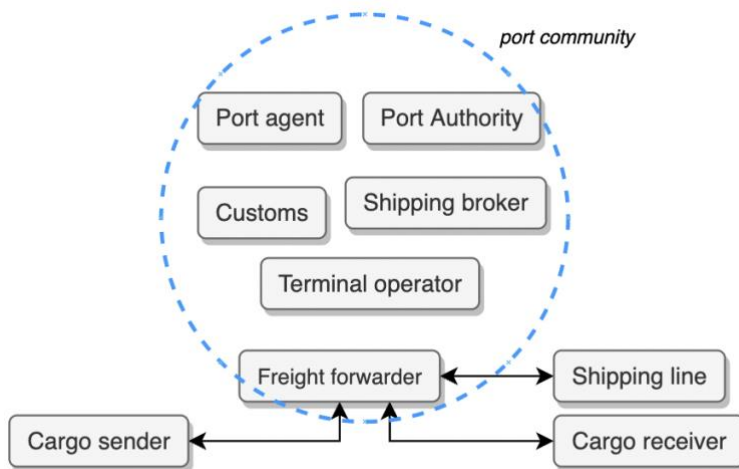 port community
Port agent
Port Authority
Customs
Shipping broker
Terminal operator
Freight forwarder
Shipping line
Cargo sender
Cargo receiver